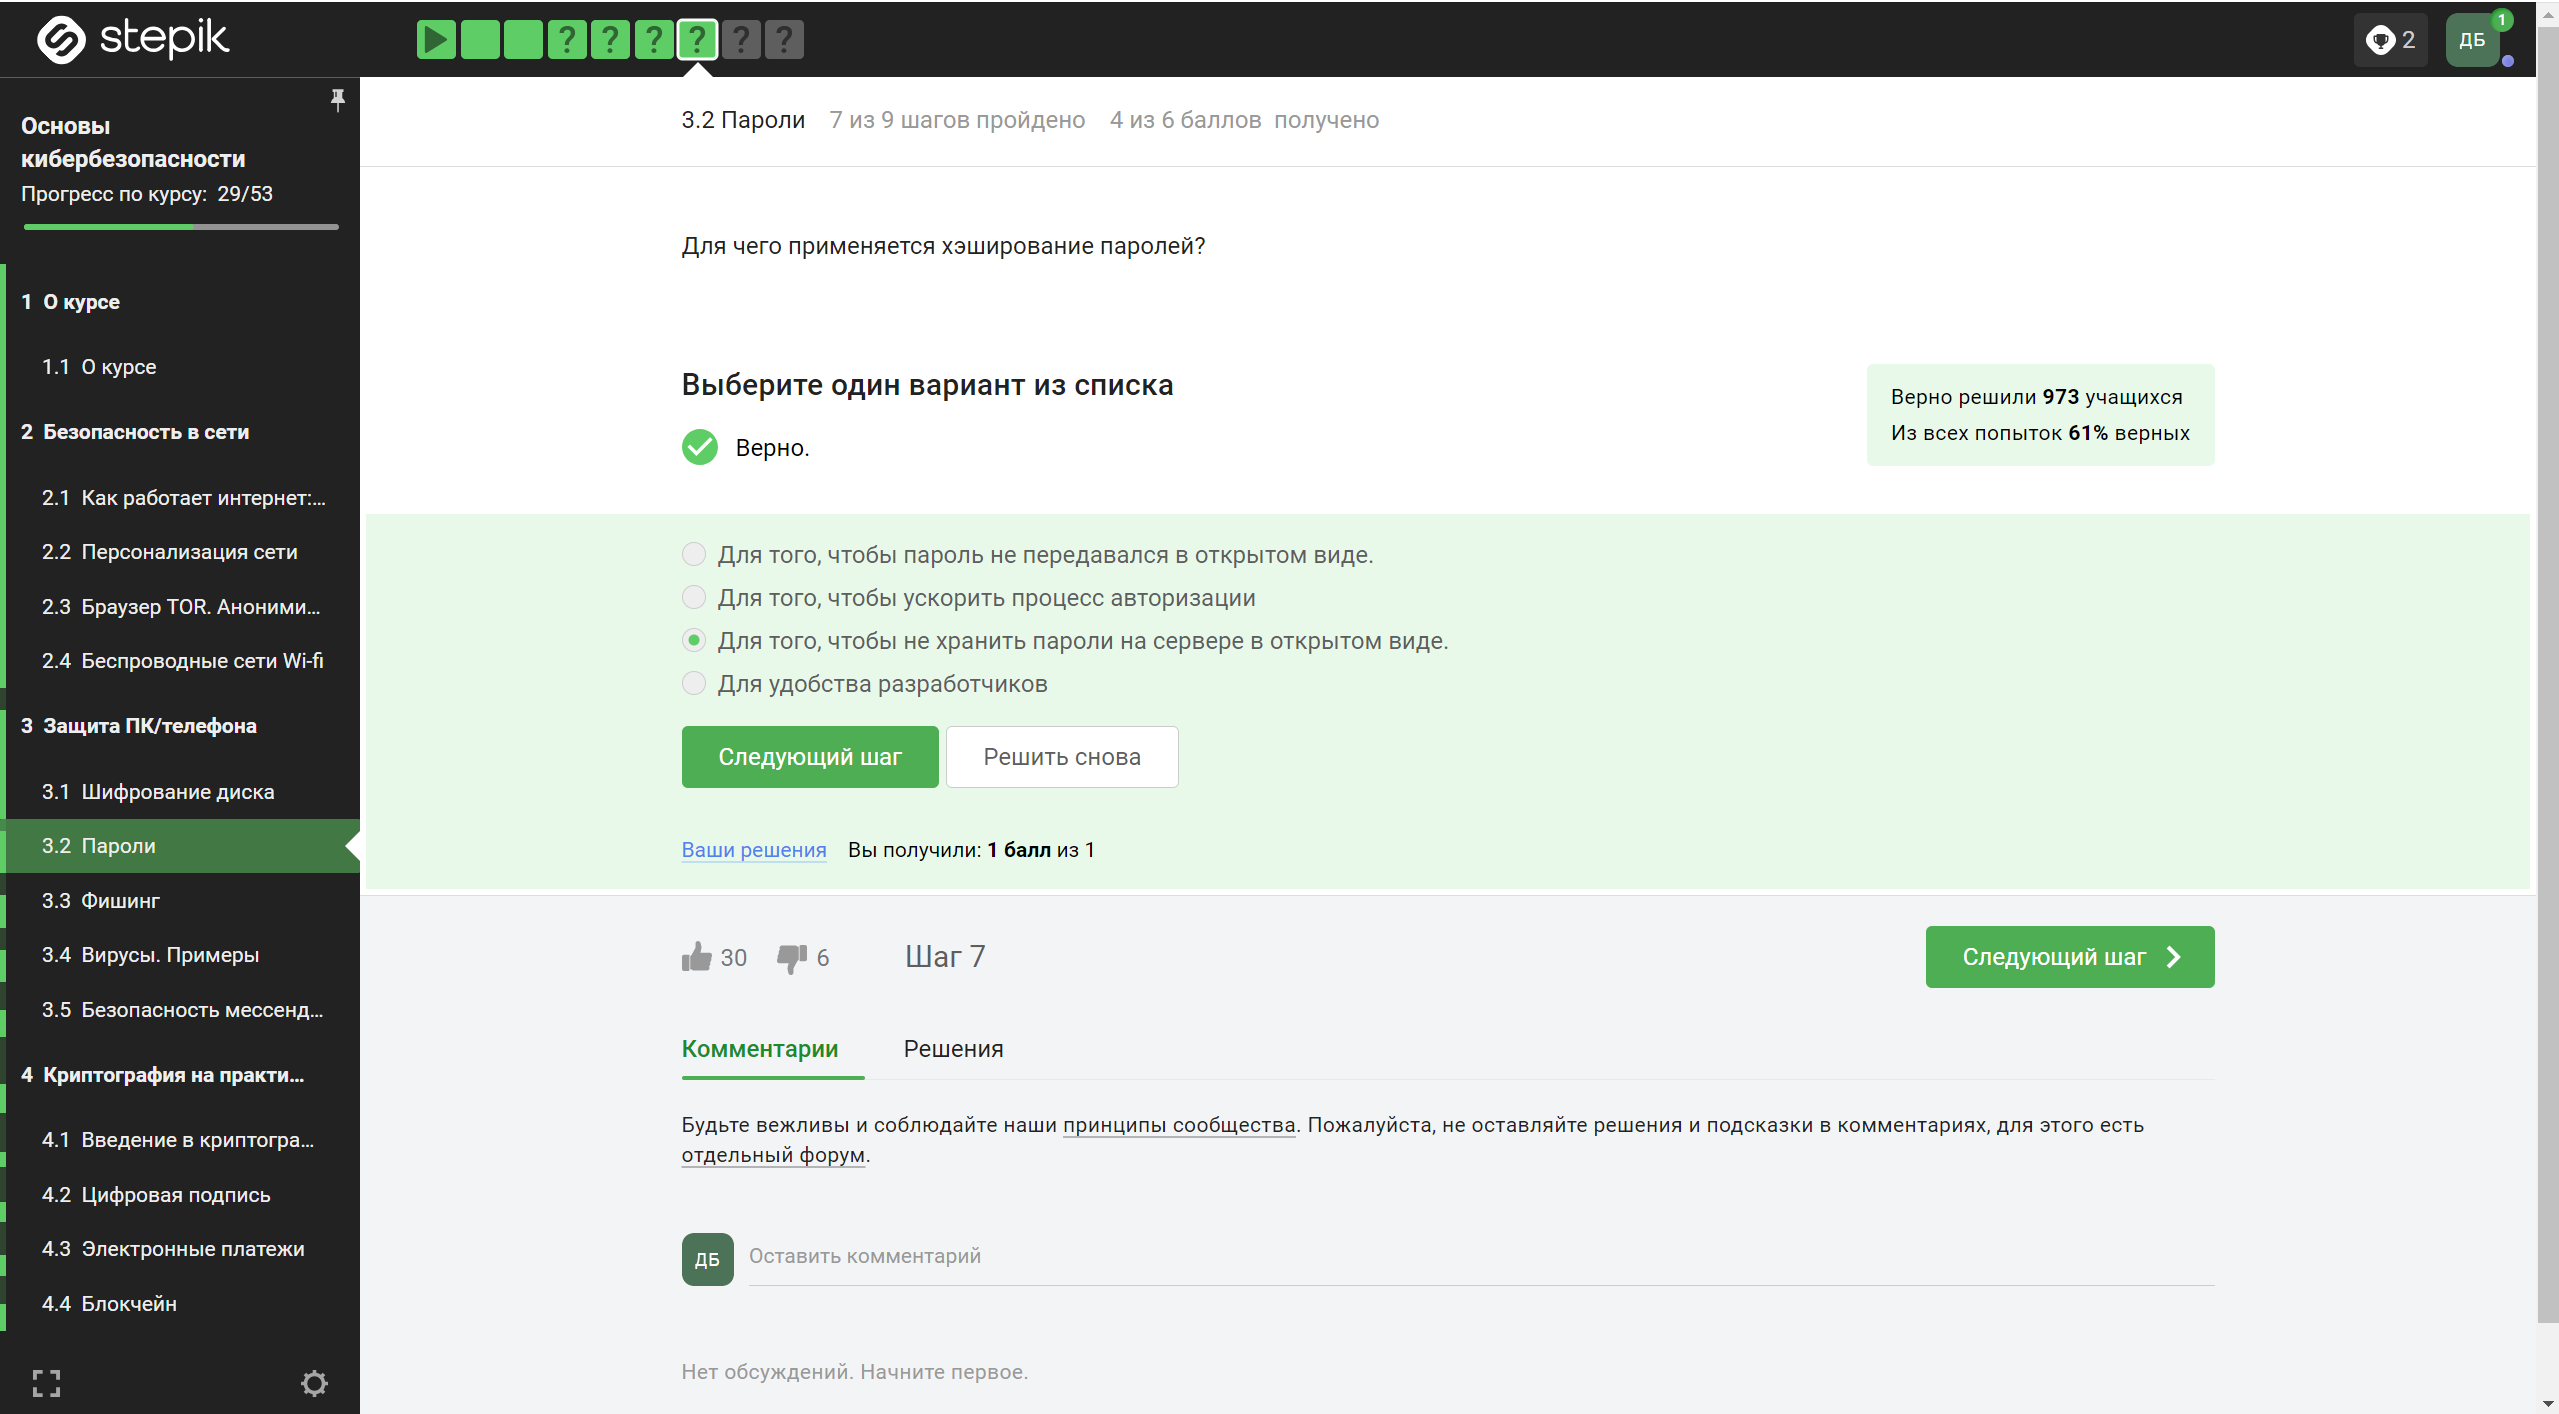 stepik
? ? ? ? ? ?
2
ДБ
1
Основы
кибербезопасности
Прогресс по курсу: 29/53
1 О курсе
1.1 О курсе
2 Безопасность в сети
2.1 Как работает интернет:...
2.2 Персонализация сети
2.3 Браузер TOR. Аноними...
2.4 Беспроводные сети Wi-fi
3 Защита ПК/телефона
3.1 Шифрование диска
3.2 Пароли
3.3 Фишинг
3.4 Вирусы. Примеры
3.5 Безопасность мессенд...
4 Криптография на практи...
4.1 Введение в криптогра...
4.2 Цифровая подпись
4.3 Электронные платежи
4.4 Блокчейн
3.2 Пароли 7 из 9 шагов пройдено 4 из 6 баллов получено
Для чего применяется хэширование паролей?
Выберите один вариант из списка
Верно.
Верно решили 973 учащихся
Из всех попыток 61% верных
Для того, чтобы пароль не передавался в открытом виде.
Для того, чтобы ускорить процесс авторизации
Для того, чтобы не хранить пароли на сервере в открытом виде.
Для удобства разработчиков
Следующий шаг Решить снова
Ваши решения Вы получили: 1 балл из 1
30 6 Шаг 7 Следующий шаг
Комментарии Решения
Будьте вежливы и соблюдайте наши принципы сообщества. Пожалуйста, не оставляйте решения и подсказки в комментариях, для этого есть
отдельный форум.
ДБ Оставить комментарий
Нет обсуждений. Начните первое.